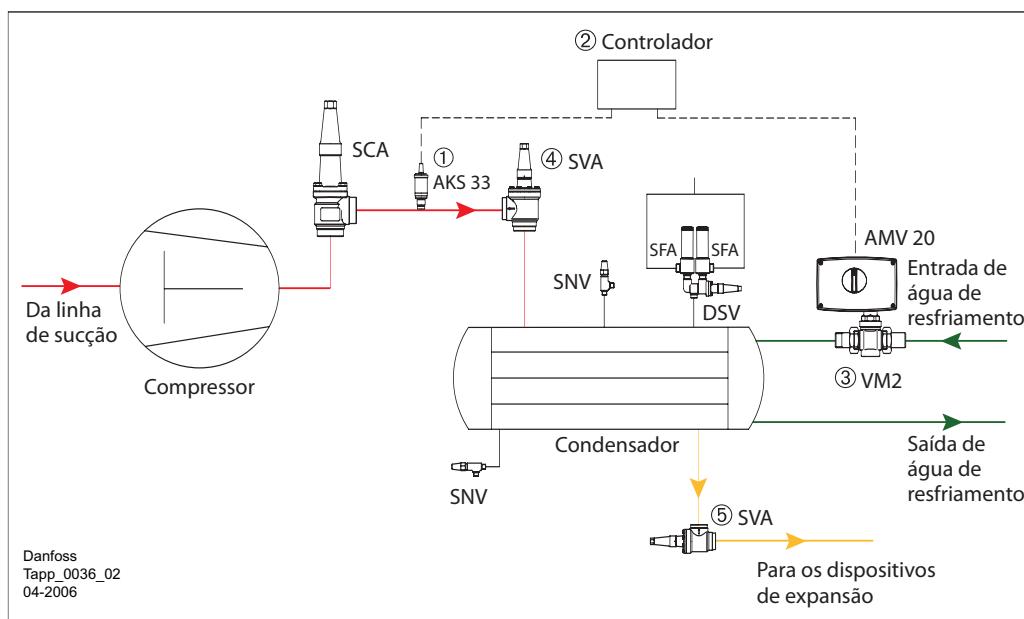 ② Controlador
SCA
①
AKS 33
④ SVA
SFA
SFA
DSV
SNV
AMV 20
Entrada de
água de
resfriamento
Da linha
de sucção
Compressor
③ VM2
Condensador
SNV
Saída de
água de
resfriamento
⑤ SVA
Para os dispositivos
de expansão
Danfoss
Tapp_0036_02
04-2006